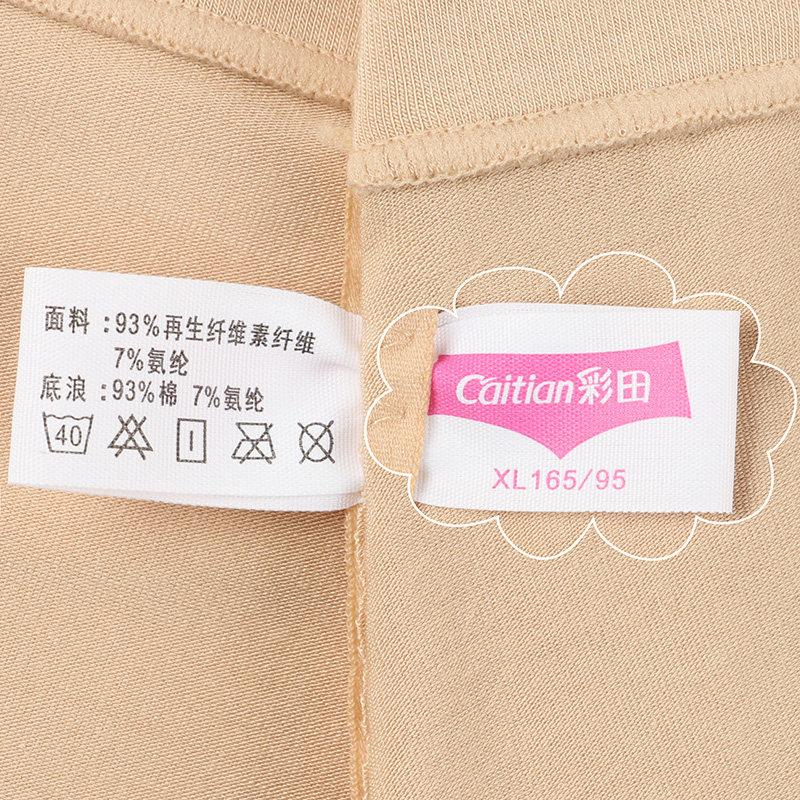 面料：93%再生纤维素纤维
7%氨纶
底浪：93%棉 7%氨纶
40
Caitian彩田
XL165/95